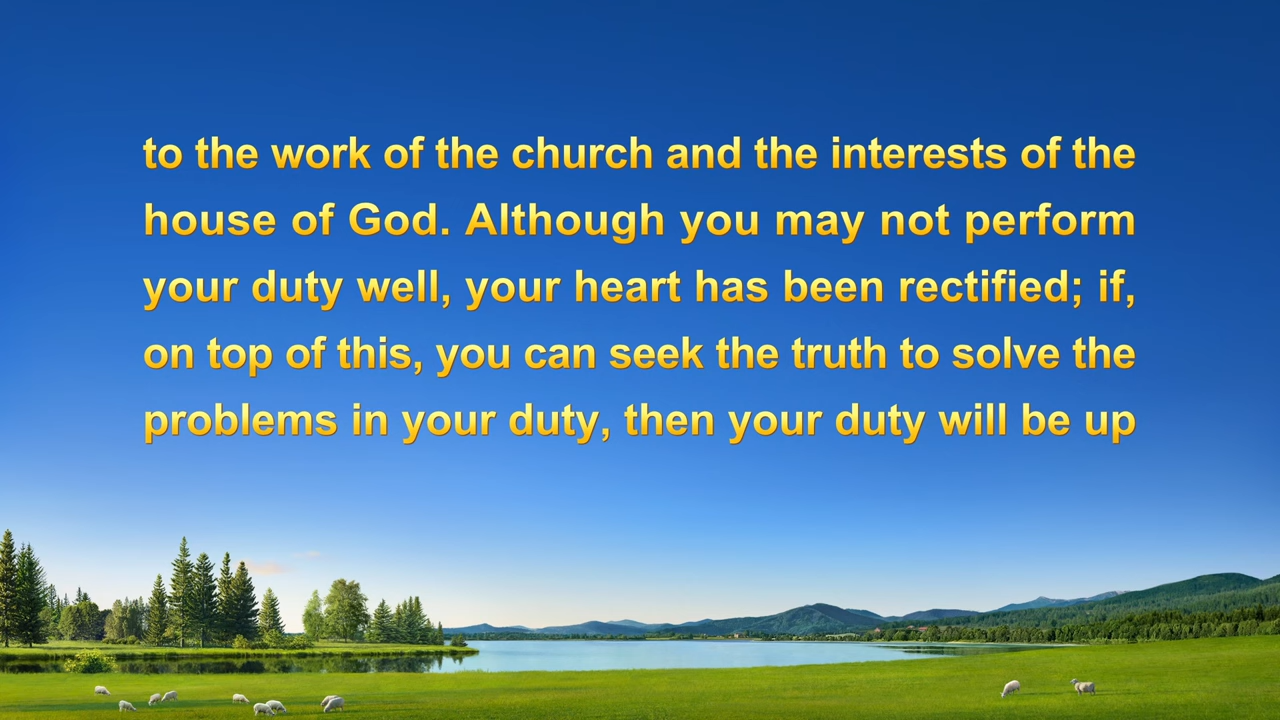 to the work of the church and the interests of the
house of God. Although you may not perform
your duty well, your heart has been rectified; if,
on top of this, you can seek the truth to solve the
problems in your duty, then your duty will be up